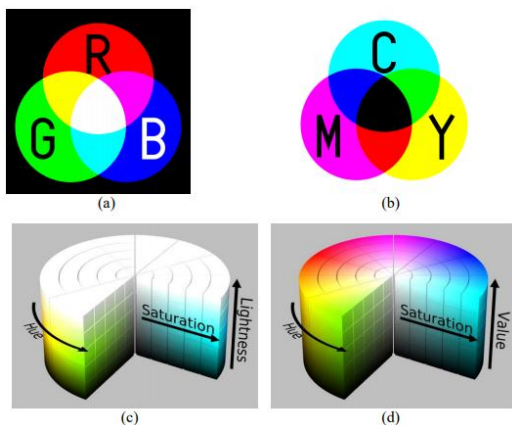 R
G
B
(a)
C
M
Y
(b)
Hue
Saturation
Lightness
(c)
Hue
Saturation
Value
(d)